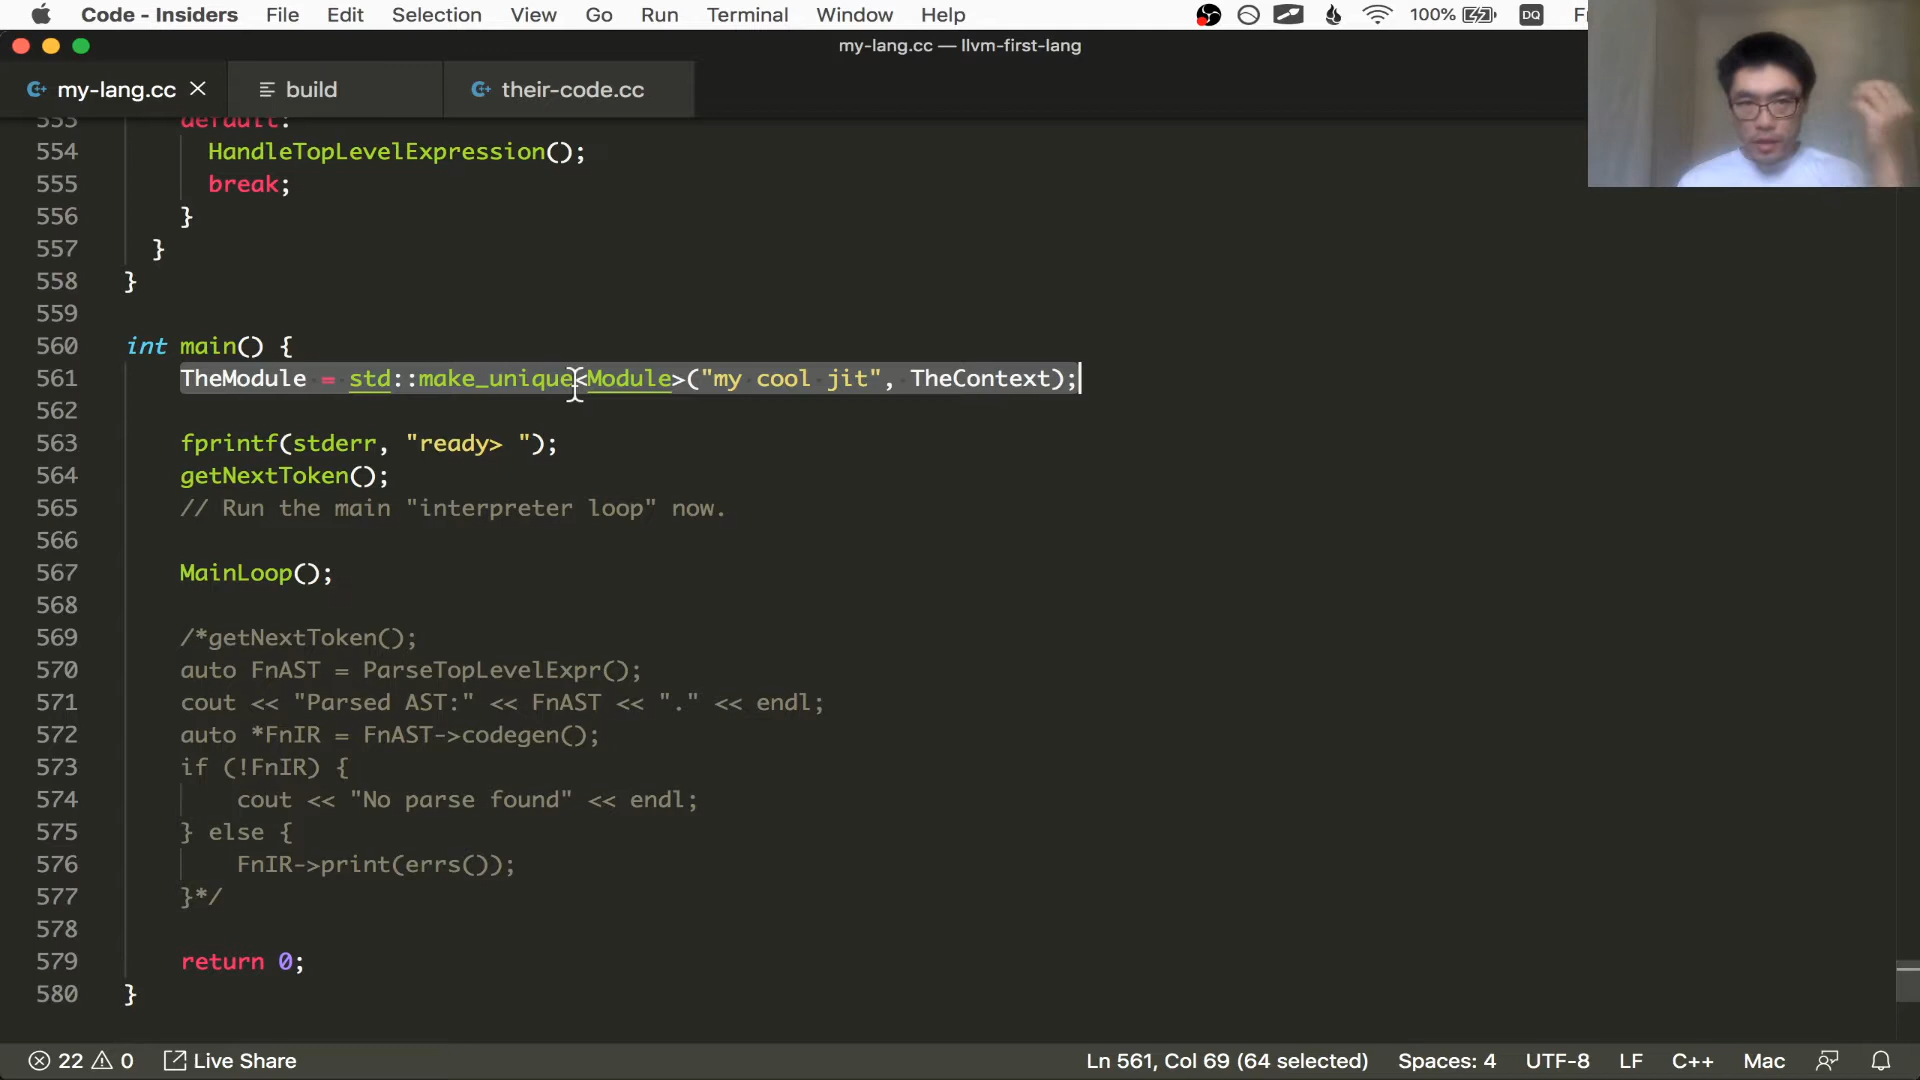 Code - Insiders File Edit Selection View Go Run Terminal Window Help 100% DQ
my-lang.cc — llvm-first-lang
my-lang.cc build their-code.cc
553 default:
554 HandleTopLevelExpression();
555 break;
556 }
557 }
558 }
559
560 int main() {
561 TheModule = std::make_unique<Module>("my cool jit", TheContext);
562
563 fprintf(stderr, "ready> ");
564 getNextToken();
565 // Run the main "interpreter loop" now.
566
567 MainLoop();
568
569 /*getNextToken();
570 auto FnAST = ParseTopLevelExpr();
571 cout << "Parsed AST:" << FnAST << "." << endl;
572 auto *FnIR = FnAST->codegen();
573 if (!FnIR) {
574 cout << "No parse found" << endl;
575 } else {
576 FnIR->print(errs());
577 }*/
578
579 return 0;
580 }
22 0 Live Share Ln 561, Col 69 (64 selected) Spaces: 4 UTF-8 LF C++ Mac